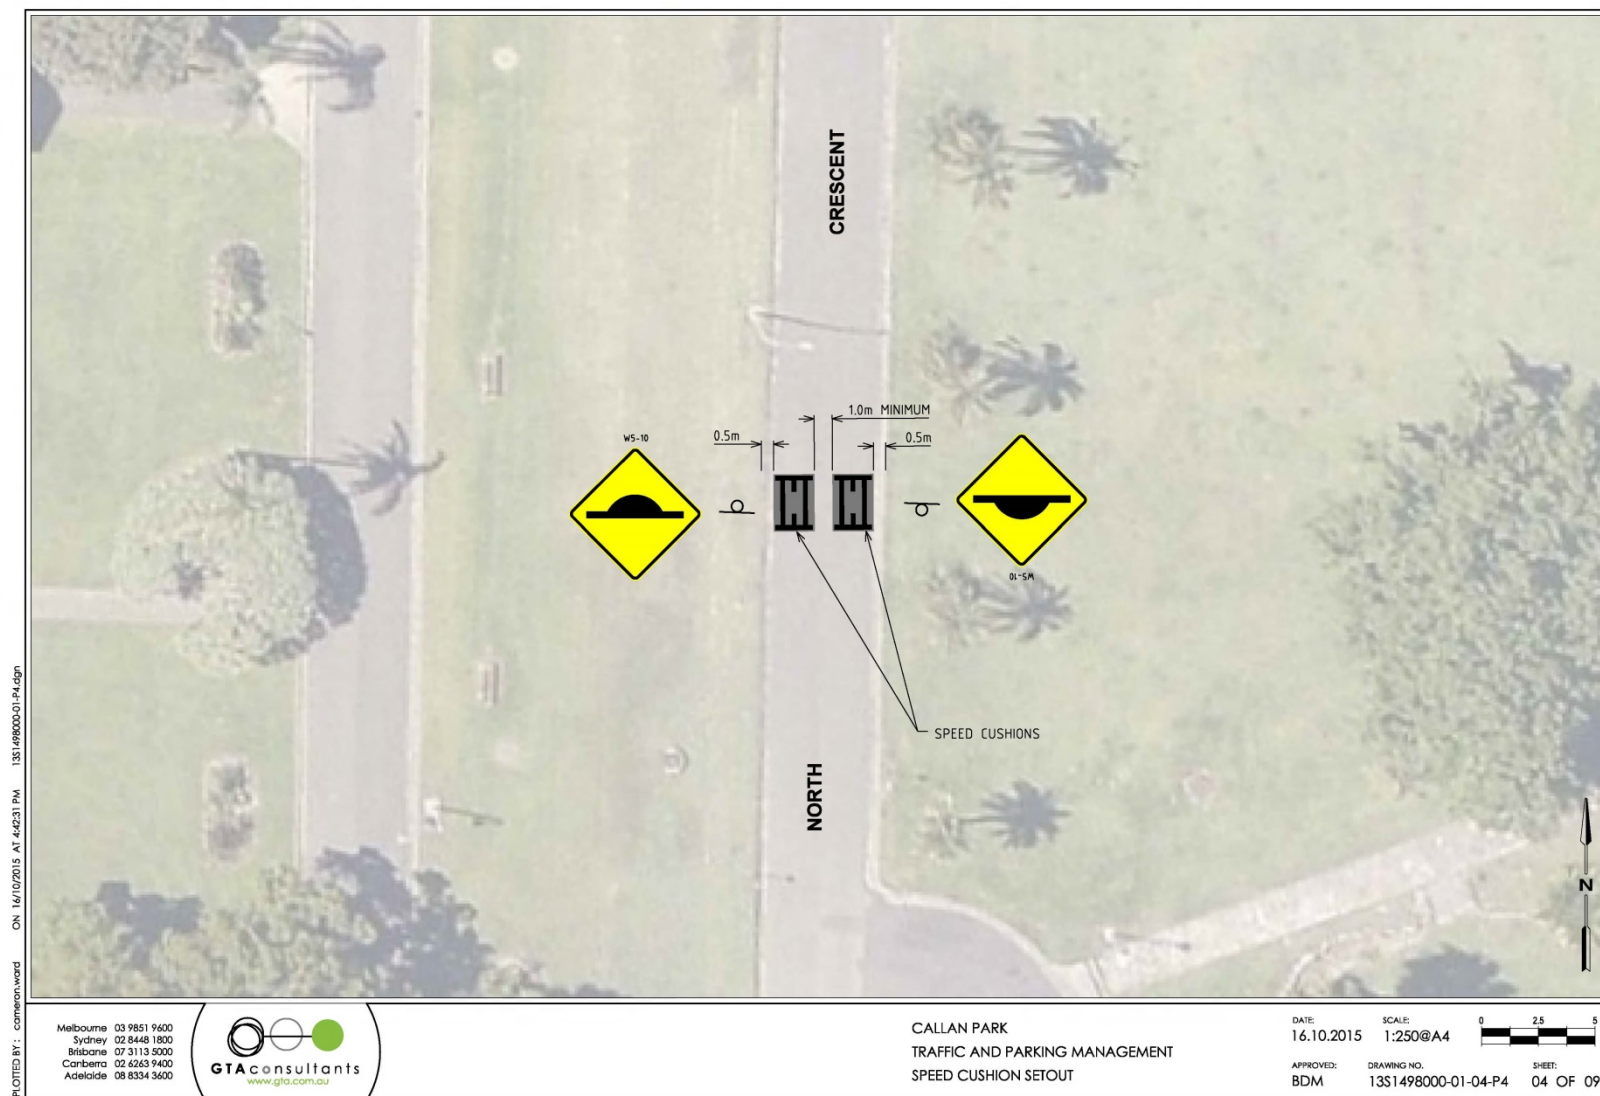 CRESCENT
1.0m MINIMUM
0.5m
0.5m
W5-10
W5-10
SPEED CUSHIONS
NORTH
N
PLOTTED BY : cameron.ward ON 16/10/2015 AT 4:42:31 PM 13S1498000-01-P4.dgn
Melbourne 03 9851 9600
Sydney 02 8448 1800
Brisbane 07 3113 5000
Canberra 02 6263 9400
Adelaide 08 8334 3600
GTAconsultants
www.gta.com.au
CALLAN PARK
TRAFFIC AND PARKING MANAGEMENT
SPEED CUSHION SETOUT
DATE: SCALE: 0 2.5 5
16.10.2015 1:250@A4
APPROVED: DRAWING NO. SHEET:
BDM 13S1498000-01-04-P4 04 OF 09